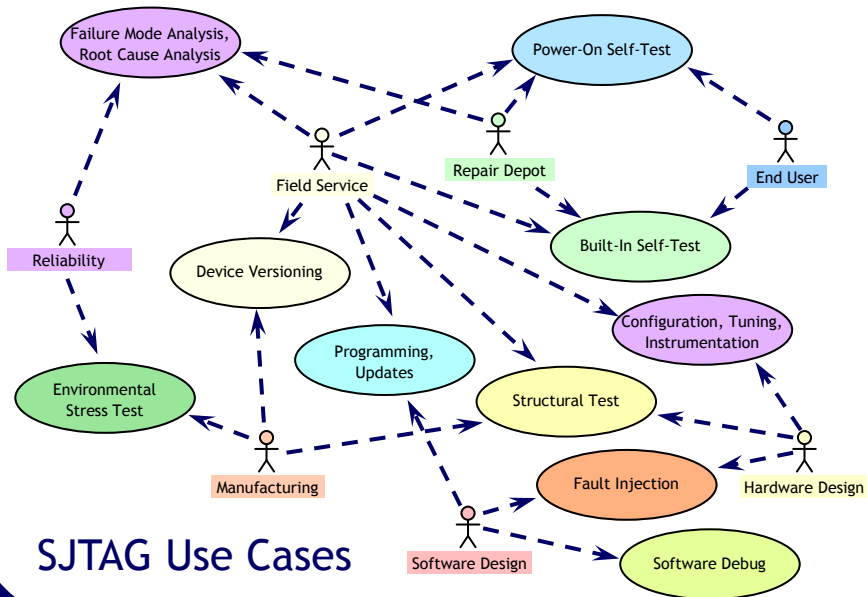 Failure Mode Analysis,
Root Cause Analysis
Power-On Self-Test
Repair Depot
End User
Field Service
Reliability
Built-In Self-Test
Device Versioning
Configuration, Tuning,
Instrumentation
Programming,
Updates
Environmental
Stress Test
Structural Test
Manufacturing
Fault Injection
Hardware Design
Software Design
Software Debug
SJTAG Use Cases